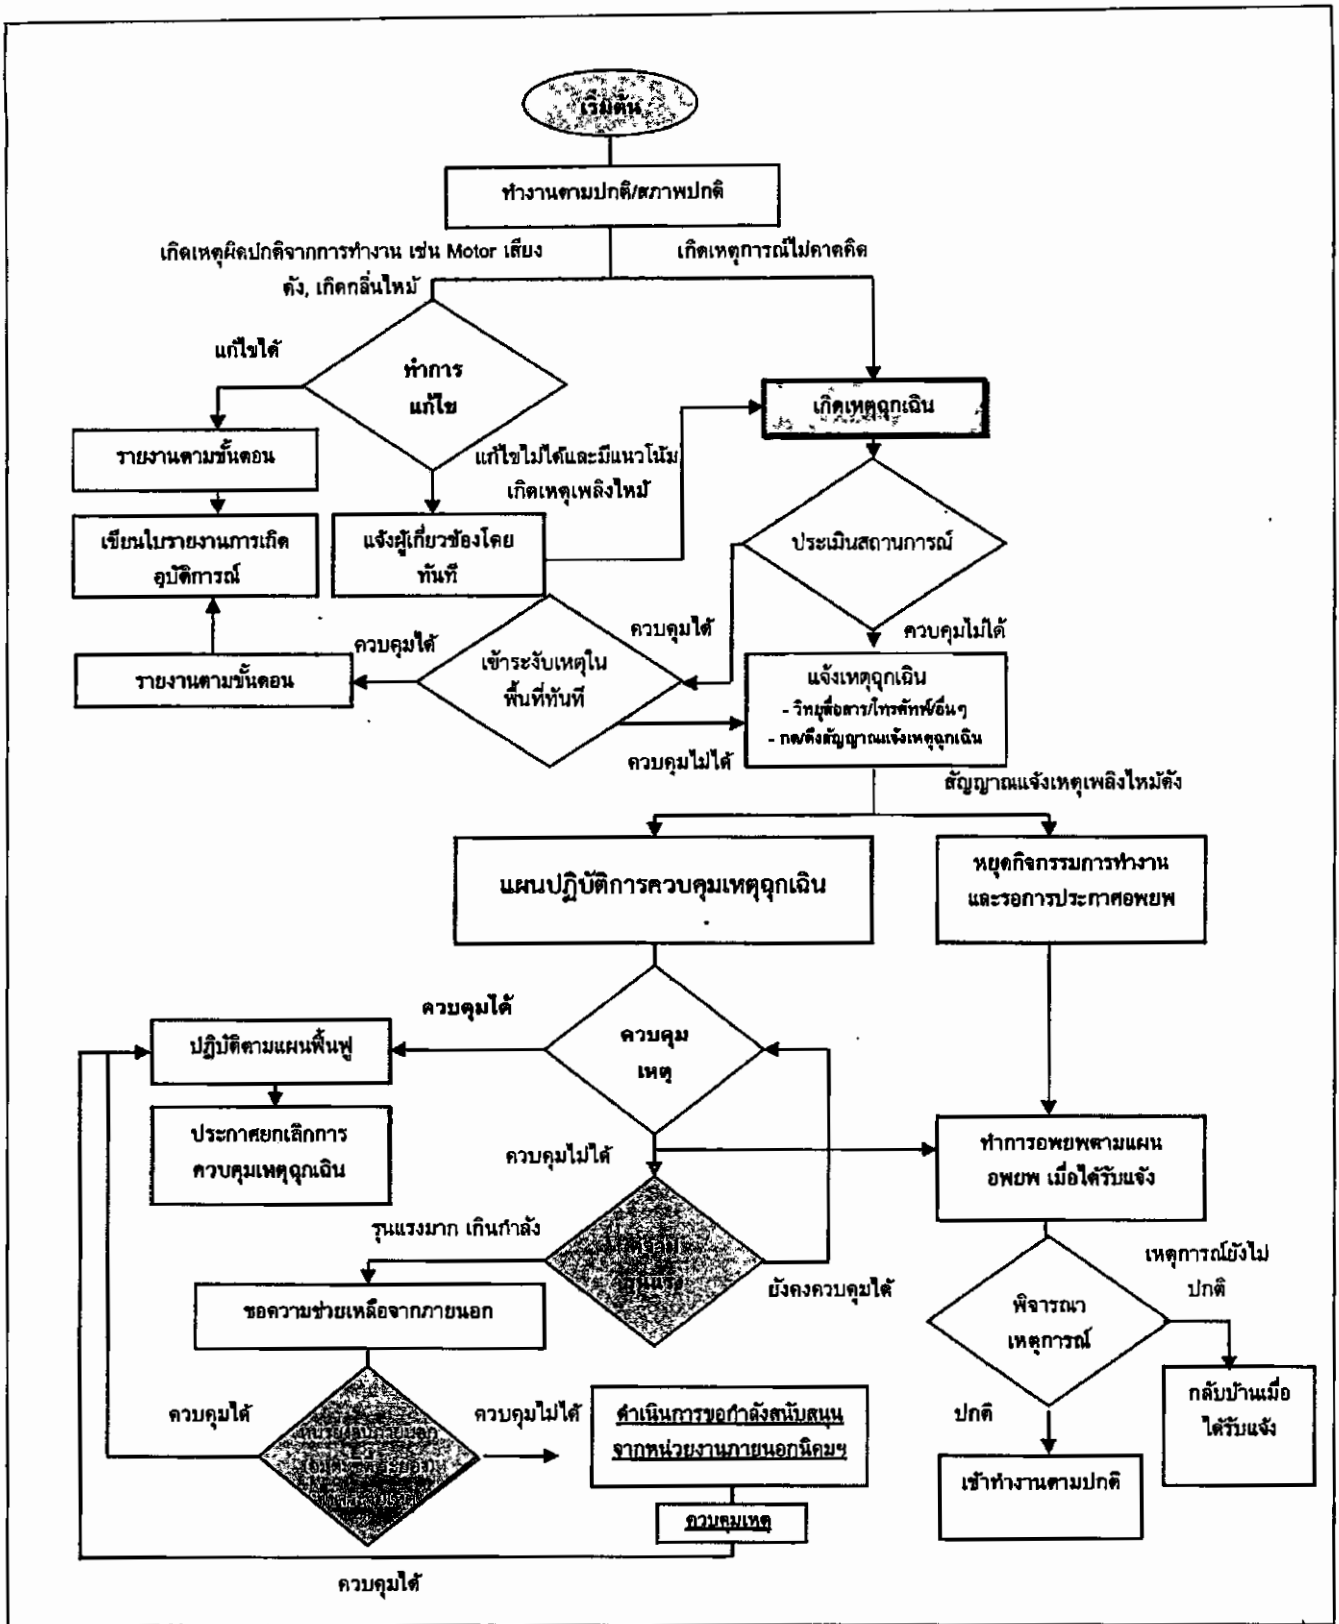 เริ่มต้น
ทำงานตามปกติ/สภาพปกติ
เกิดเหตุผิดปกติจากการทำงาน เช่น Motor เสียง
ดัง, เกิดกลิ่นไหม้
เกิดเหตุการณ์ไม่คาดคิด
แก้ไขได้
ทำการ
แก้ไข
เกิดเหตุฉุกเฉิน
รายงานตามขั้นตอน
แก้ไขไม่ได้และมีแนวโน้ม
เกิดเหตุเพลิงไหม้
เขียนใบรายงานการเกิด
อุบัติการณ์
แจ้งผู้เกี่ยวข้องโดย
ทันที
ประเมินสถานการณ์
ควบคุมได้
ควบคุมได้
ควบคุมไม่ได้
รายงานตามขั้นตอน
เข้าระงับเหตุใน
พื้นที่ทันที
แจ้งเหตุฉุกเฉิน
- วิทยุสื่อสาร/โทรศัพท์/อื่นๆ
- กด/ดึงสัญญาณแจ้งเหตุฉุกเฉิน
ควบคุมไม่ได้
สัญญาณแจ้งเหตุเพลิงไหม้ดัง
แผนปฏิบัติการควบคุมเหตุฉุกเฉิน
หยุดกิจกรรมการทำงาน
และรอการประกาศอพยพ
ควบคุมได้
ปฏิบัติตามแผนฟื้นฟู
ควบคุม
เหตุ
ประกาศยกเลิกการ
ควบคุมเหตุฉุกเฉิน
ควบคุมไม่ได้
ทำการอพยพตามแผน
อพยพ เมื่อได้รับแจ้ง
รุนแรงมาก เกินกำลัง
รุนแรง
ยังคงควบคุมได้
เหตุการณ์ยังไม่
ปกติ
ขอความช่วยเหลือจากภายนอก
พิจารณา
เหตุการณ์
ควบคุมได้
ควบคุมไม่ได้
ดำเนินการขอกำลังสนับสนุน
จากหน่วยงานภายนอกนิคมฯ
ปกติ
กลับบ้านเมื่อ
ได้รับแจ้ง
เข้าทำงานตามปกติ
ควบคุมเหตุ
ควบคุมได้